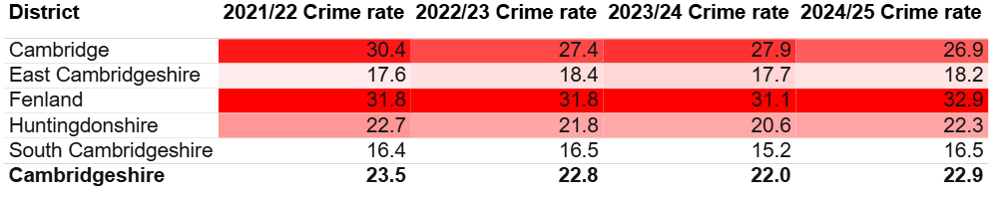 District 2021/22 Crime rate 2022/23 Crime rate 2023/24 Crime rate 2024/25 Crime rate
Cambridge 30.4 27.4 27.9 26.9
East Cambridgeshire 17.6 18.4 17.7 18.2
Fenland 31.8 31.8 31.1 32.9
Huntingdonshire 22.7 21.8 20.6 22.3
South Cambridgeshire 16.4 16.5 15.2 16.5
Cambridgeshire 23.5 22.8 22.0 22.9